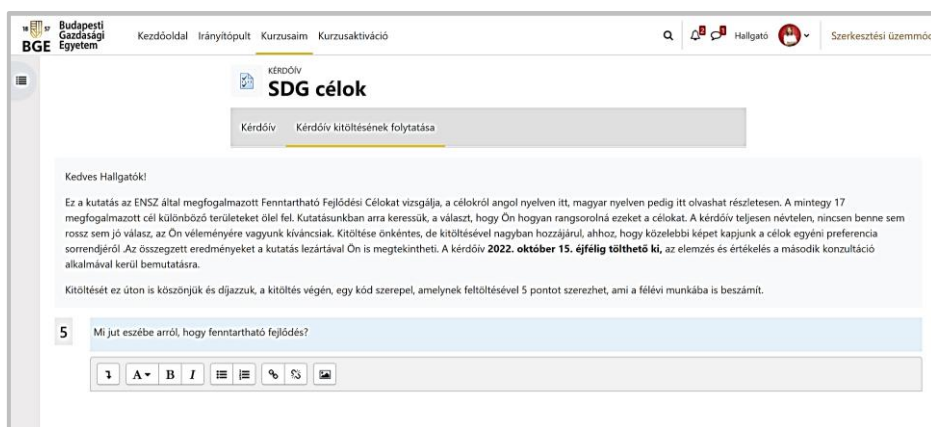 18 57
BGE
Budapesti
Gazdasági
Egyetem
Kezdőoldal Irányítópult Kurzusaim Kurzusaktiváció
2 1 Hallgató Szerkesztési üzemmód
KÉRDŐÍV
SDG célok
Kérdőív Kérdőív kitöltésének folytatása
Kedves Hallgatók!
Ez a kutatás az ENSZ által megfogalmazott Fenntartható Fejlődési Célokat vizsgálja, a célokról angol nyelven itt, magyar nyelven pedig itt olvashat részletesen. A mintegy 17
megfogalmazott cél különböző területeket ölel fel. Kutatásunkban arra keressük, a választ, hogy Ön hogyan rangsorolná ezeket a célokat. A kérdőív teljesen névtelen, nincsen benne sem
rossz sem jó válasz, az Ön véleményére vagyunk kíváncsiak. Kitöltése önkéntes, de kitöltésével nagyban hozzájárul, ahhoz, hogy közelebbi képet kapjunk a célok egyéni preferencia
sorrendjéről .Az összegzett eredményeket a kutatás lezártával Ön is megtekintheti. A kérdőív 2022. október 15. éjfélig tölthető ki, az elemzés és értékelés a második konzultáció
alkalmával kerül bemutatásra.
Kitöltését ez úton is köszönjük és díjazzuk, a kitöltés végén, egy kód szerepel, amelynek feltöltésével 5 pontot szerezhet, ami a félévi munkába is beszámít.
5 Mi jut eszébe arról, hogy fenntartható fejlődés?
A B I